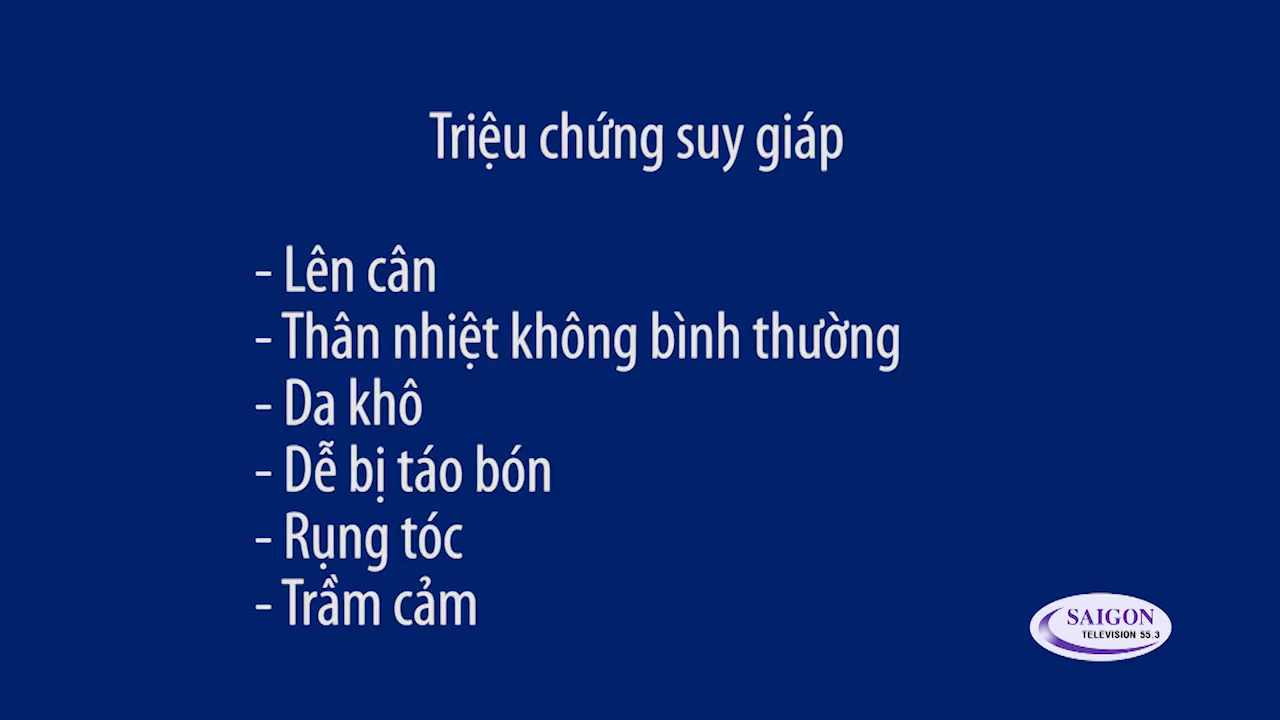 Triệu chứng suy giáp
- Lên cân
- Thân nhiệt không bình thường
- Da khô
- Dễ bị táo bón
- Rụng tóc
- Trầm cảm
SAIGON
TELEVISION 55.3